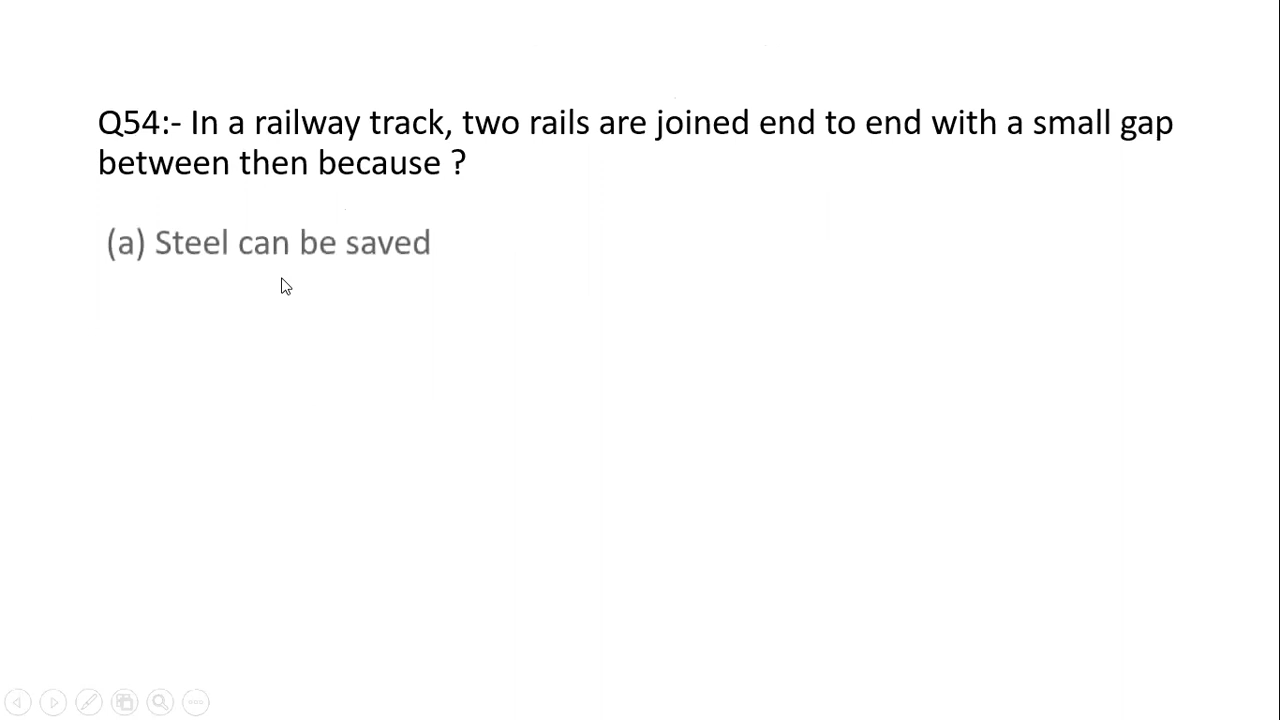 Q54:- In a railway track, two rails are joined end to end with a small gap
between then because ?
(a) Steel can be saved